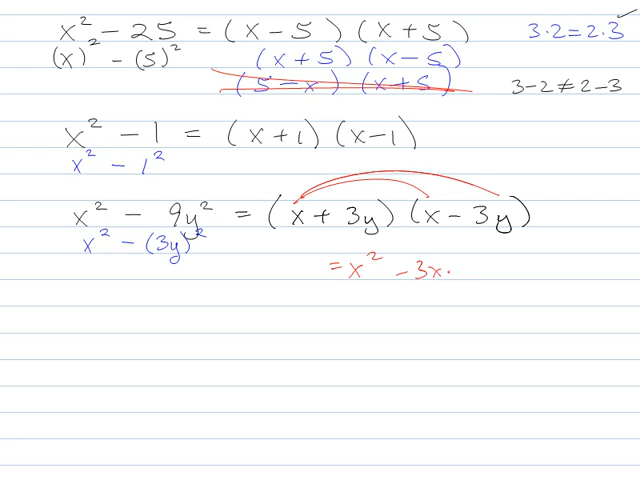 x² − 25 = (x − 5) (x + 5) 3·2 = 2·3 ✓
(x)² − (5)² (x + 5) (x − 5)
(5 − x) (x + 5) 3 − 2 ≠ 2 − 3
x² − 1 = (x + 1) (x − 1)
x² − 1²
x² − 9y² = (x + 3y) (x − 3y)
x² − (3y)²
= x² − 3x·